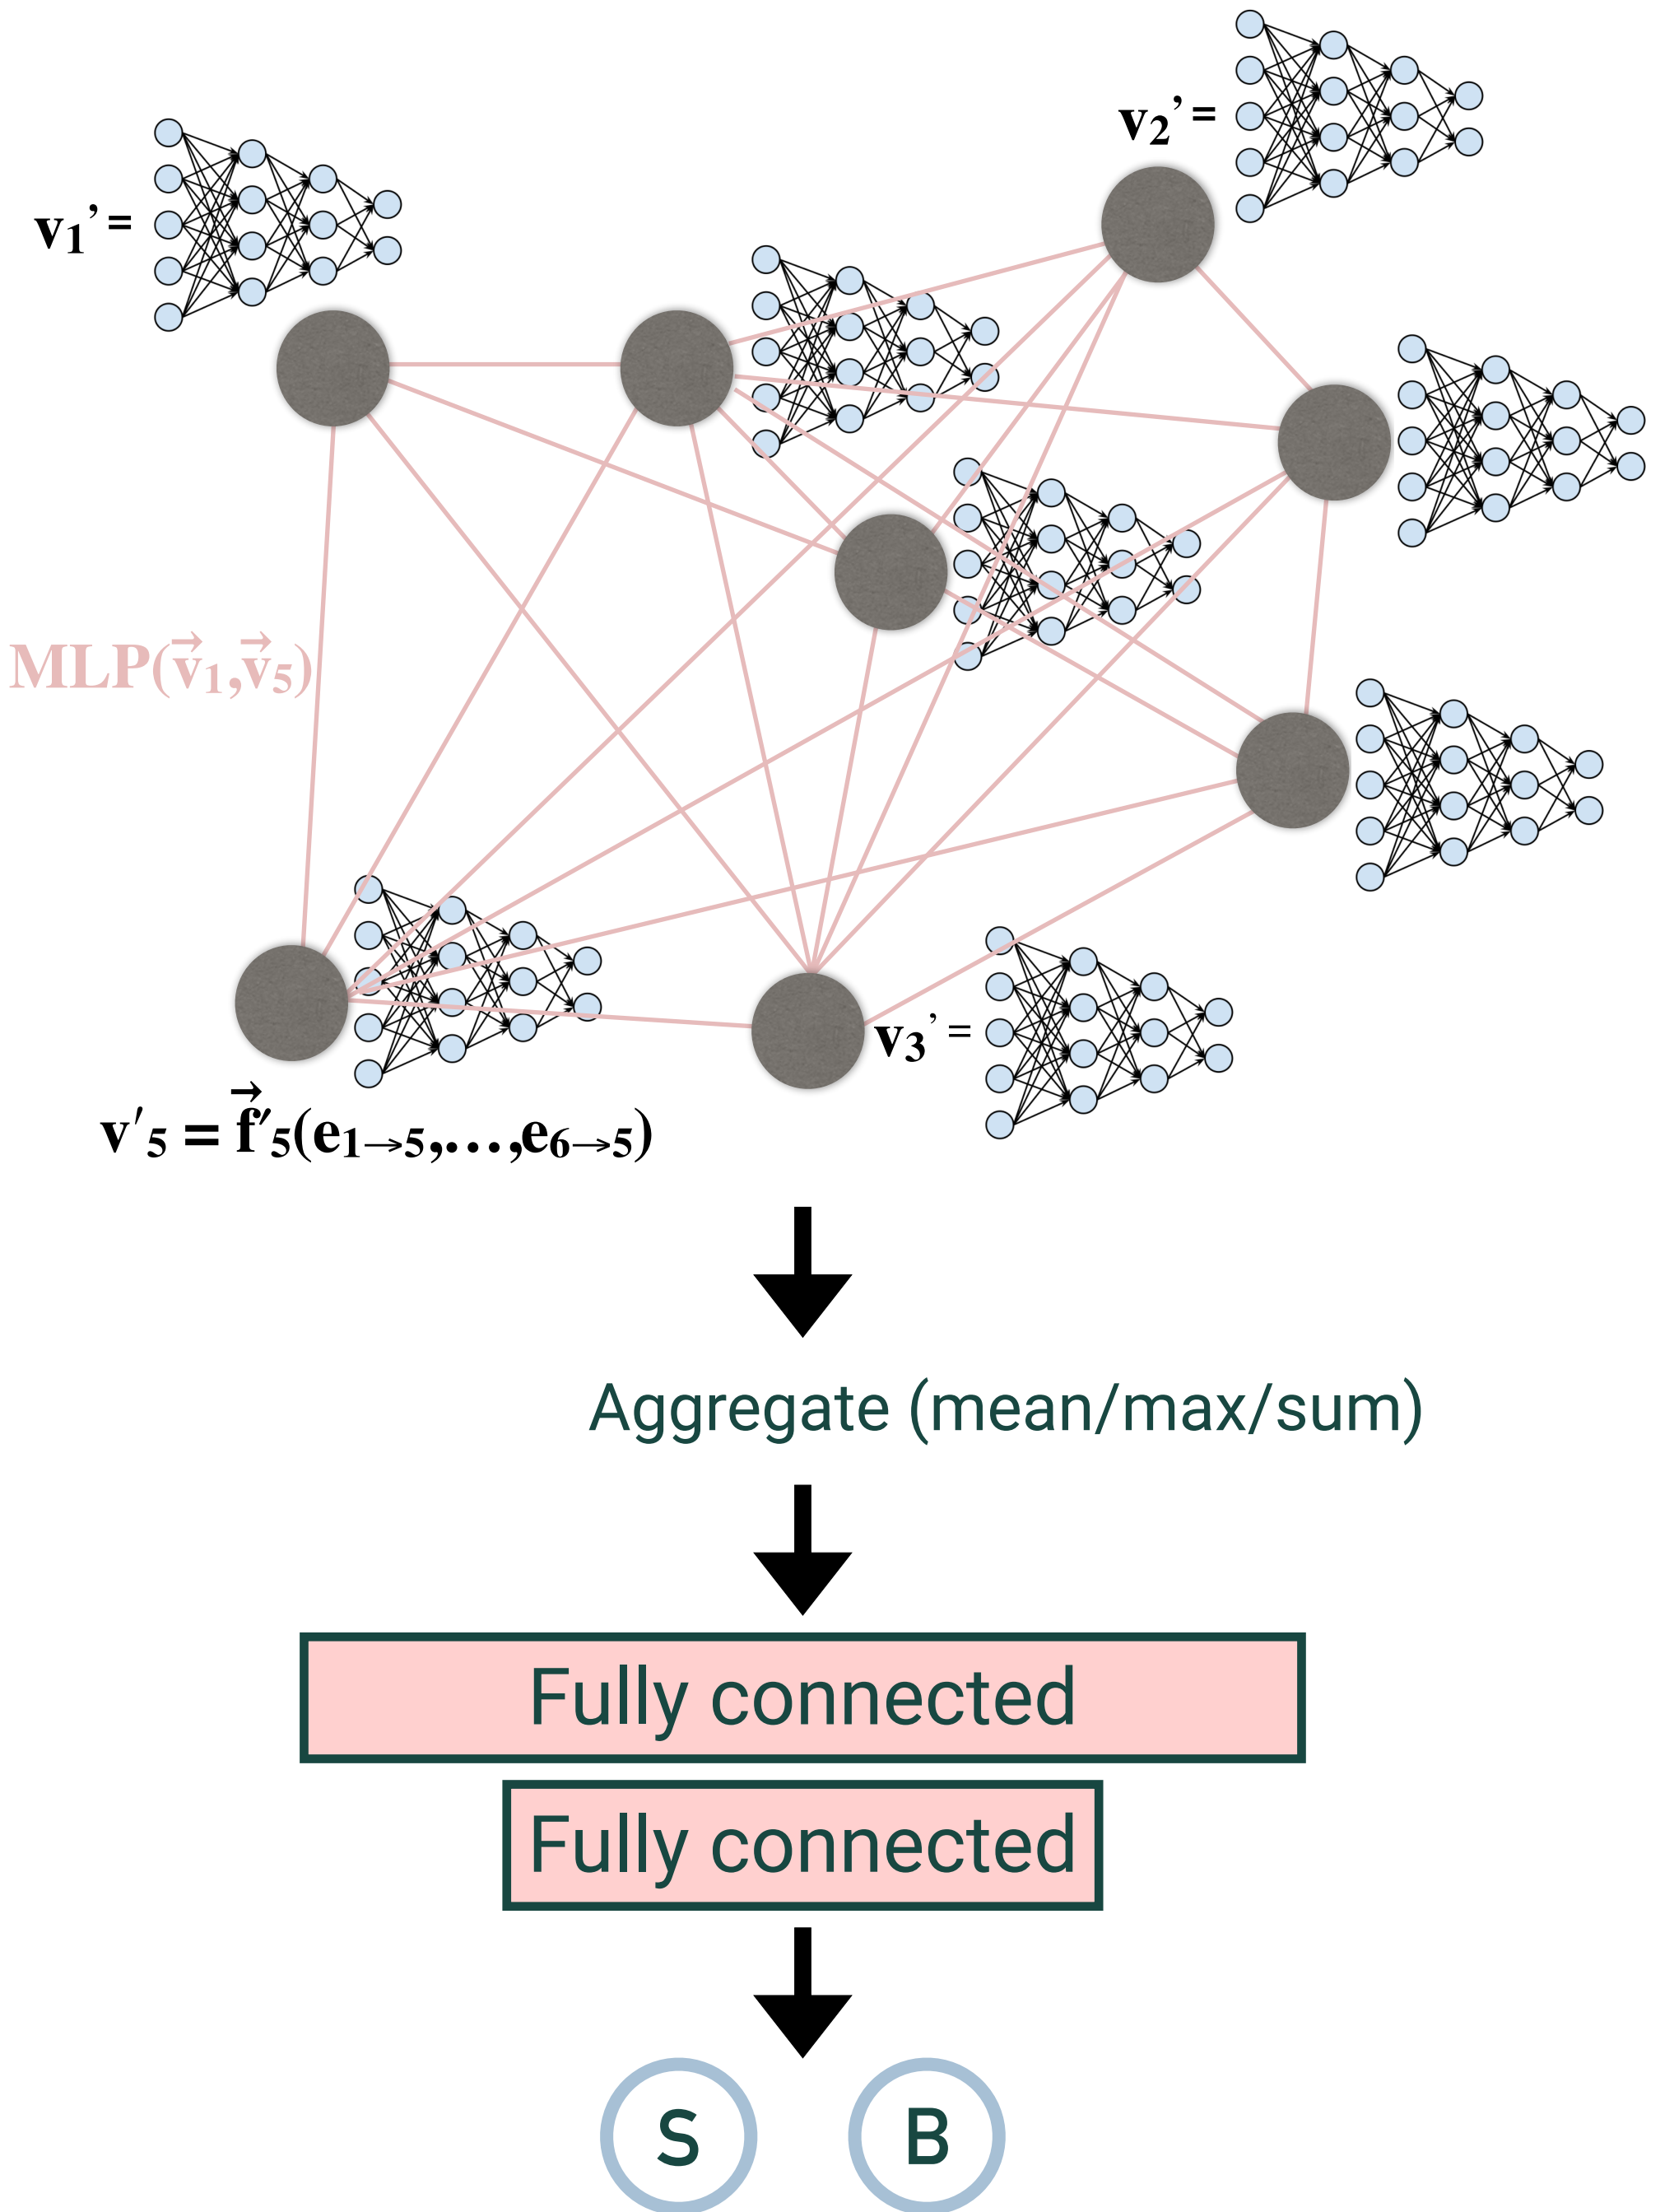 v₂’ =
v₁’ =
MLP(v⃗₁,v⃗₅)
v₃’ =
v′₅ = f⃗′₅(e₁→₅,…,e₆→₅)
Aggregate (mean/max/sum)
Fully connected
Fully connected
S B